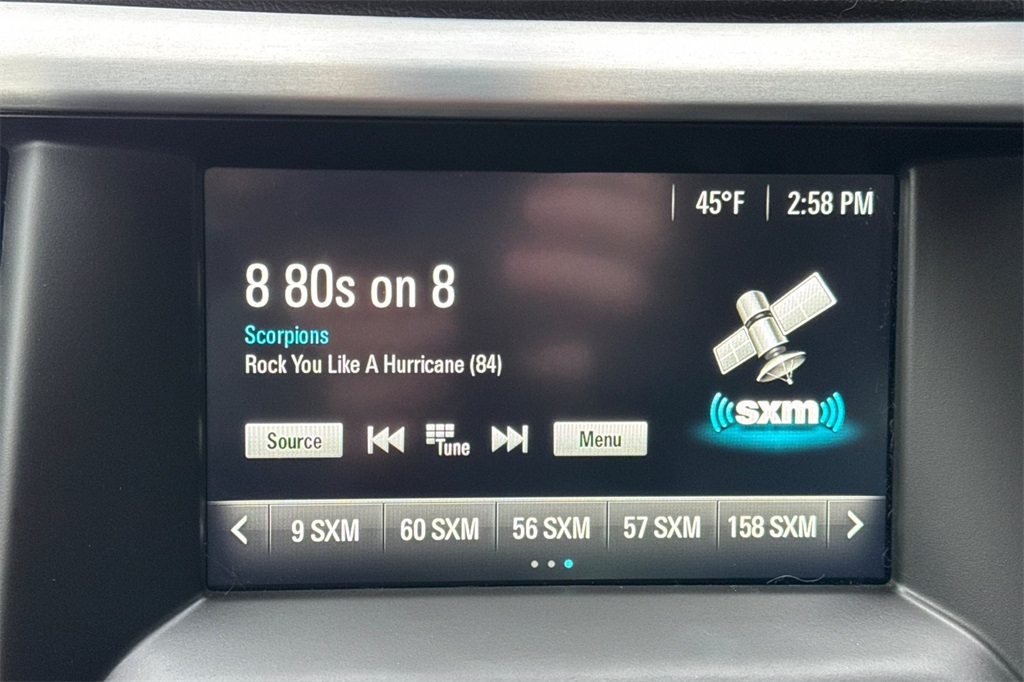 45°F 2:58 PM
8 80s on 8
Scorpions
Rock You Like A Hurricane (84)
sxm
Source Tune Menu
9 SXM 60 SXM 56 SXM 57 SXM 158 SXM